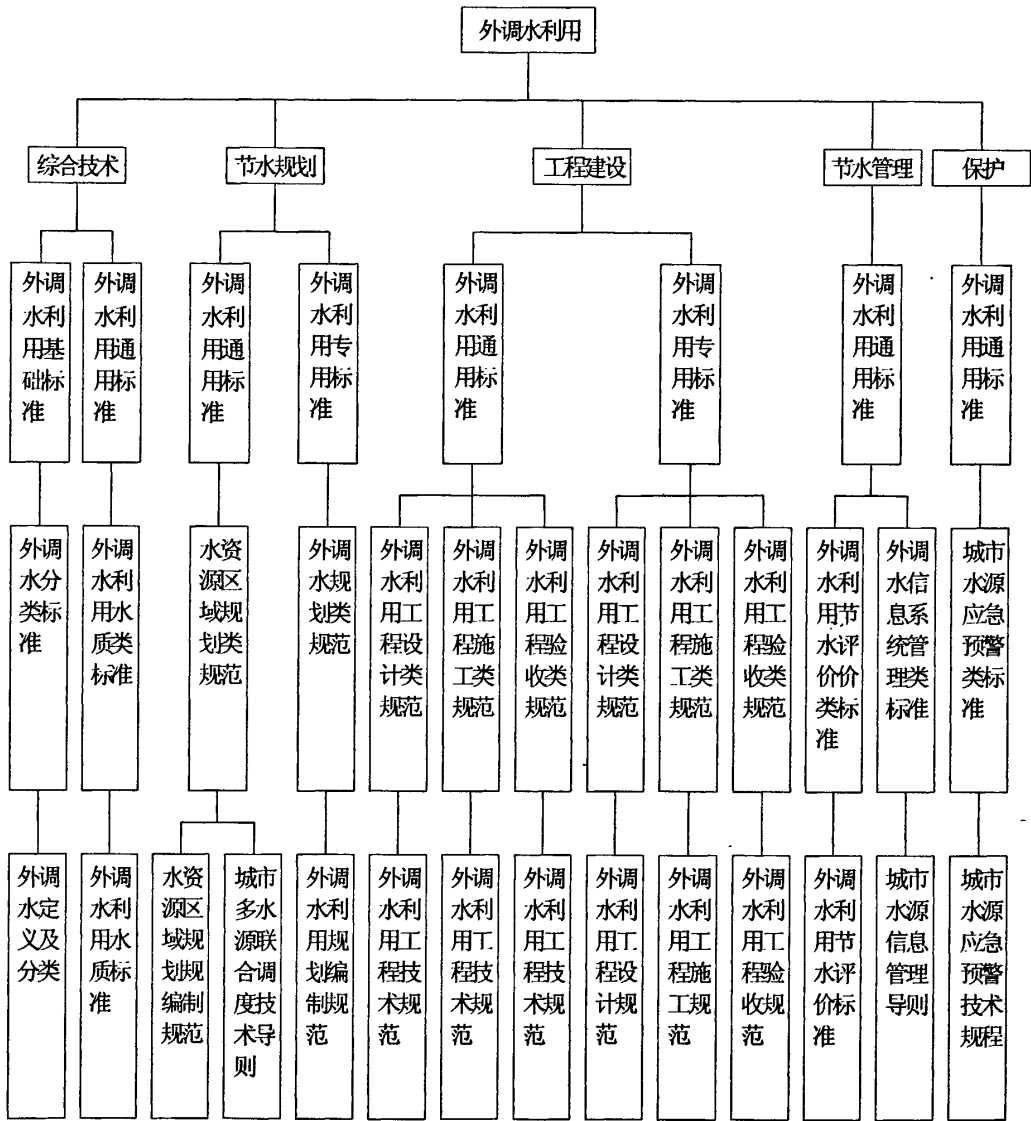 外调水利用
综合技术
节水规划
工程建设
节水管理
保护
外调
水利
用基
础标
准
外调
水利
用通
用标
准
外调
水利
用通
用标
准
外调
水利
用专
用标
准
外调
水利
用通
用标
准
外调
水利
用专
用标
准
外调
水利
用通
用标
准
外调
水利
用通
用标
准
外调
水分
类标
准
外调
水利
用水
质类
标准
水资
源区
域规
划类
规范
外调
水规
划类
规范
外调
水利
用工
程设
计类
规范
外调
水利
用工
程施
工类
规范
外调
水利
用工
程验
收类
规范
外调
水利
用工
程设
计类
规范
外调
水利
用工
程施
工类
规范
外调
水利
用工
程验
收类
规范
外调
水利
用节
水评
价价
类标
准
外调
水信
息系
统管
理类
标准
城市
水源
应急
预警
类标
准
外调
水定
义及
分类
外调
水利
用水
质标
准
水资
源区
域规
划规
编制
规范
城市
多水
源联
合调
度技
术导
则
外调
水利
用规
划编
制规
范
外调
水利
用工
程技
术规
范
外调
水利
用工
程技
术规
范
外调
水利
用工
程技
术规
范
外调
水利
用工
程设
计规
范
外调
水利
用工
程施
工规
范
外调
水利
用工
程验
收规
范
外调
水利
用节
水评
价标
准
城市
水源
信息
管理
导则
城市
水源
应急
预警
技术
规程